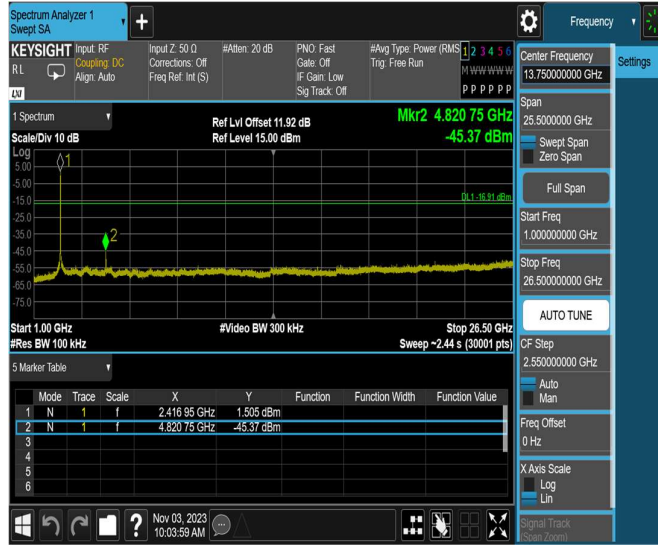 Spectrum Analyzer 1
Swept SA
Frequency
KEYSIGHT
RL
LXI
Input: RF
Coupling: DC
Align: Auto
Input Z: 50 Ω
Corrections: Off
Freq Ref: Int (S)
#Atten: 20 dB
PNO: Fast
Gate: Off
IF Gain: Low
Sig Track: Off
#Avg Type: Power (RMS
Trig: Free Run
1 2 3 4 5 6
M W W W W W
P P P P P P
1 Spectrum
Scale/Div 10 dB
Ref Lvl Offset 11.92 dB
Ref Level 15.00 dBm
Mkr2 4.820 75 GHz
-45.37 dBm
Log
5.00
-5.00
-15.0
-25.0
-35.0
-45.0
-55.0
-65.0
-75.0
1
2
DL1 -16.91 dBm
Start 1.00 GHz
#Res BW 100 kHz
#Video BW 300 kHz
Stop 26.50 GHz
Sweep ~2.44 s (30001 pts)
5 Marker Table
Mode Trace Scale X Y Function Function Width Function Value
1 N 1 f 2.416 95 GHz 1.505 dBm
2 N 1 f 4.820 75 GHz -45.37 dBm
3
4
5
6
Nov 03, 2023
10:03:59 AM
Center Frequency
13.750000000 GHz
Span
25.5000000 GHz
Swept Span
Zero Span
Full Span
Start Freq
1.000000000 GHz
Stop Freq
26.500000000 GHz
AUTO TUNE
CF Step
2.550000000 GHz
Auto
Man
Freq Offset
0 Hz
X Axis Scale
Log
Lin
Signal Track
(Span Zoom)
Settings